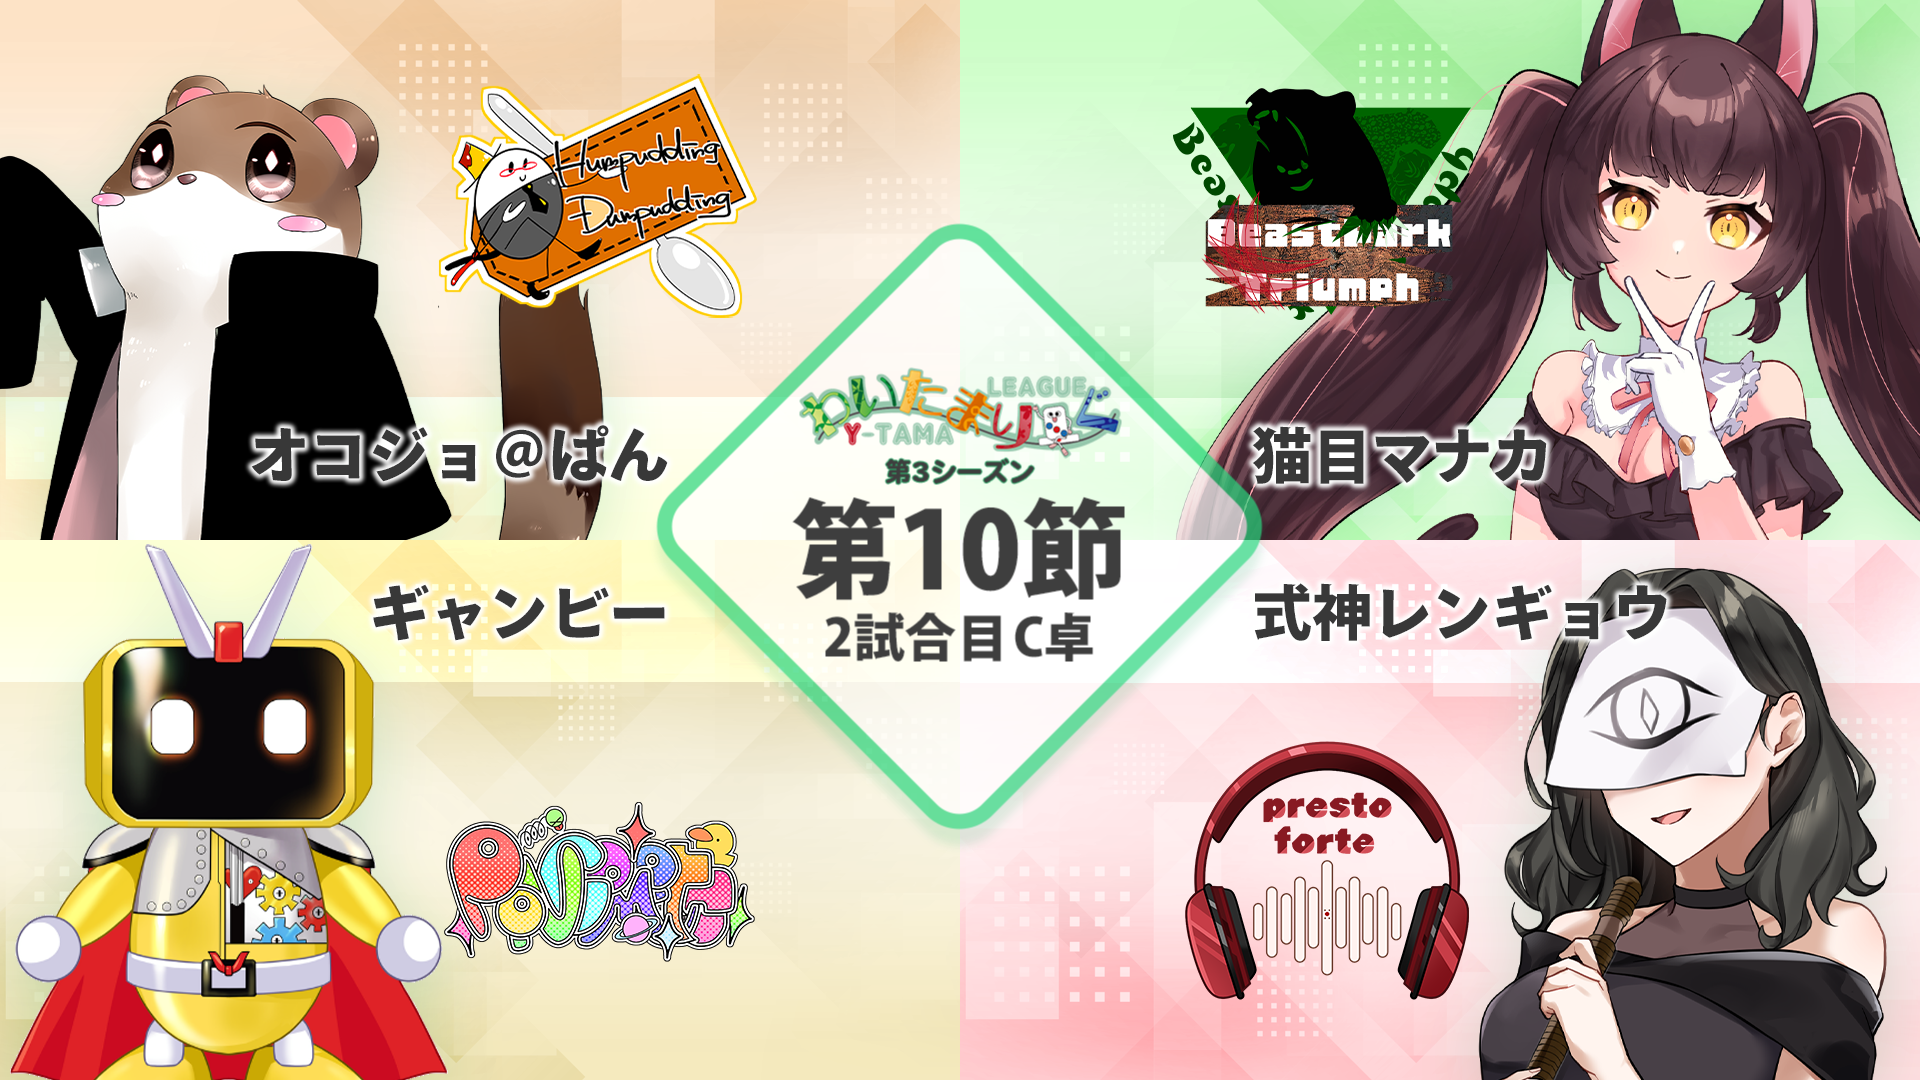 Humpudding
Dumpudding
オコジョ@ぱん
Beastdark
Triumph
猫目マナカ
わいたまりーぐ
LEAGUE
Y-TAMA
第3シーズン
第10節
2試合目 C卓
ギャンビー
式神レンギョウ
presto
forte